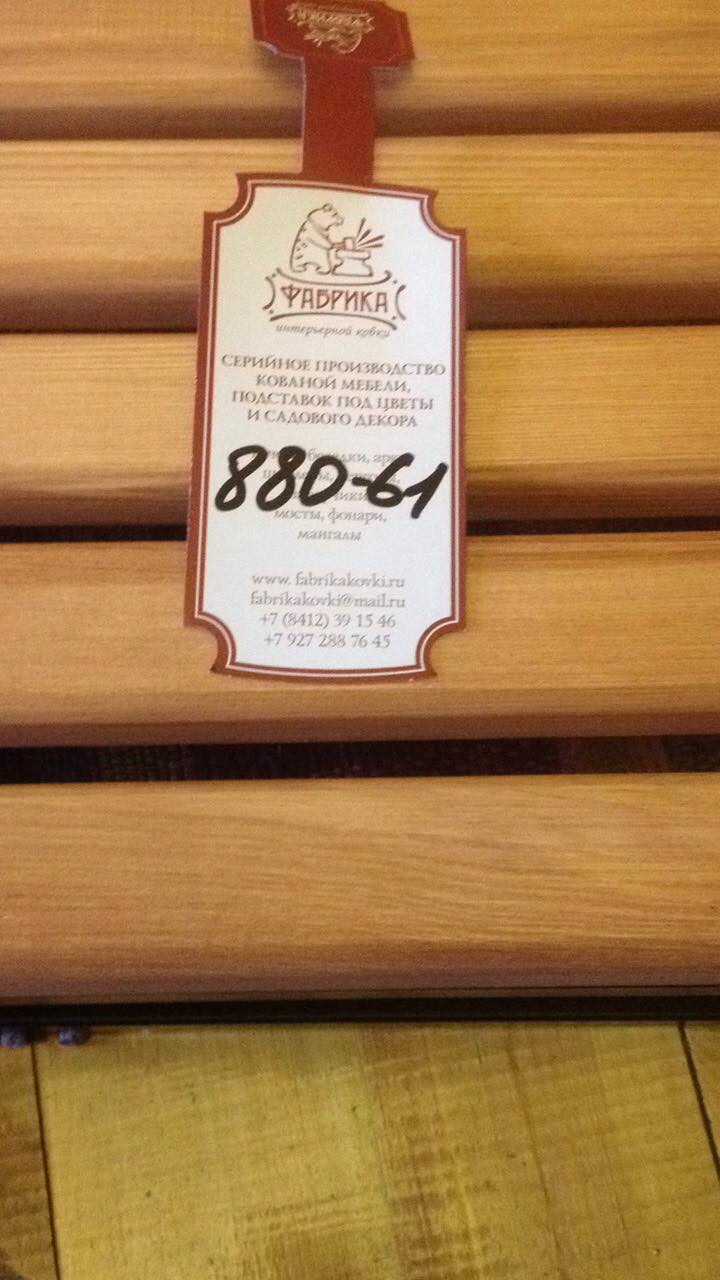 ФАБРИКА
интерьерной ковки
СЕРИЙНОЕ ПРОИЗВОДСТВО
КОВАНОЙ МЕБЕЛИ,
ПОДСТАВОК ПОД ЦВЕТЫ
И САДОВОГО ДЕКОРА
880-61
мосты, фонари,
мангалы
www. fabrikakovki.ru
fabrikakovki@mail.ru
+7 (8412) 39 15 46
+7 927 288 76 45